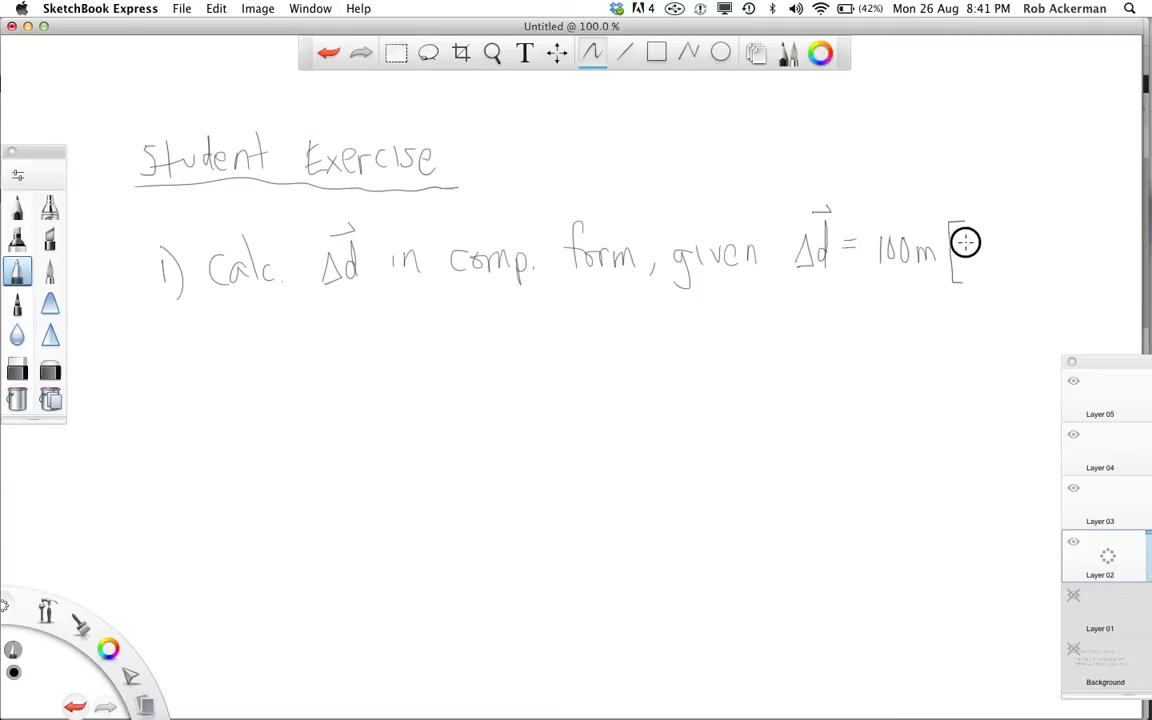 SketchBook Express File Edit Image Window Help 4 (42%) Mon 26 Aug 8:41 PM Rob Ackerman
Untitled @ 100.0 %
T
Student Exercise
1) Calc. Δd⃗ in comp. form, given Δd⃗ = 100m [
Layer 05
Layer 04
Layer 03
Layer 02
Layer 01
Background